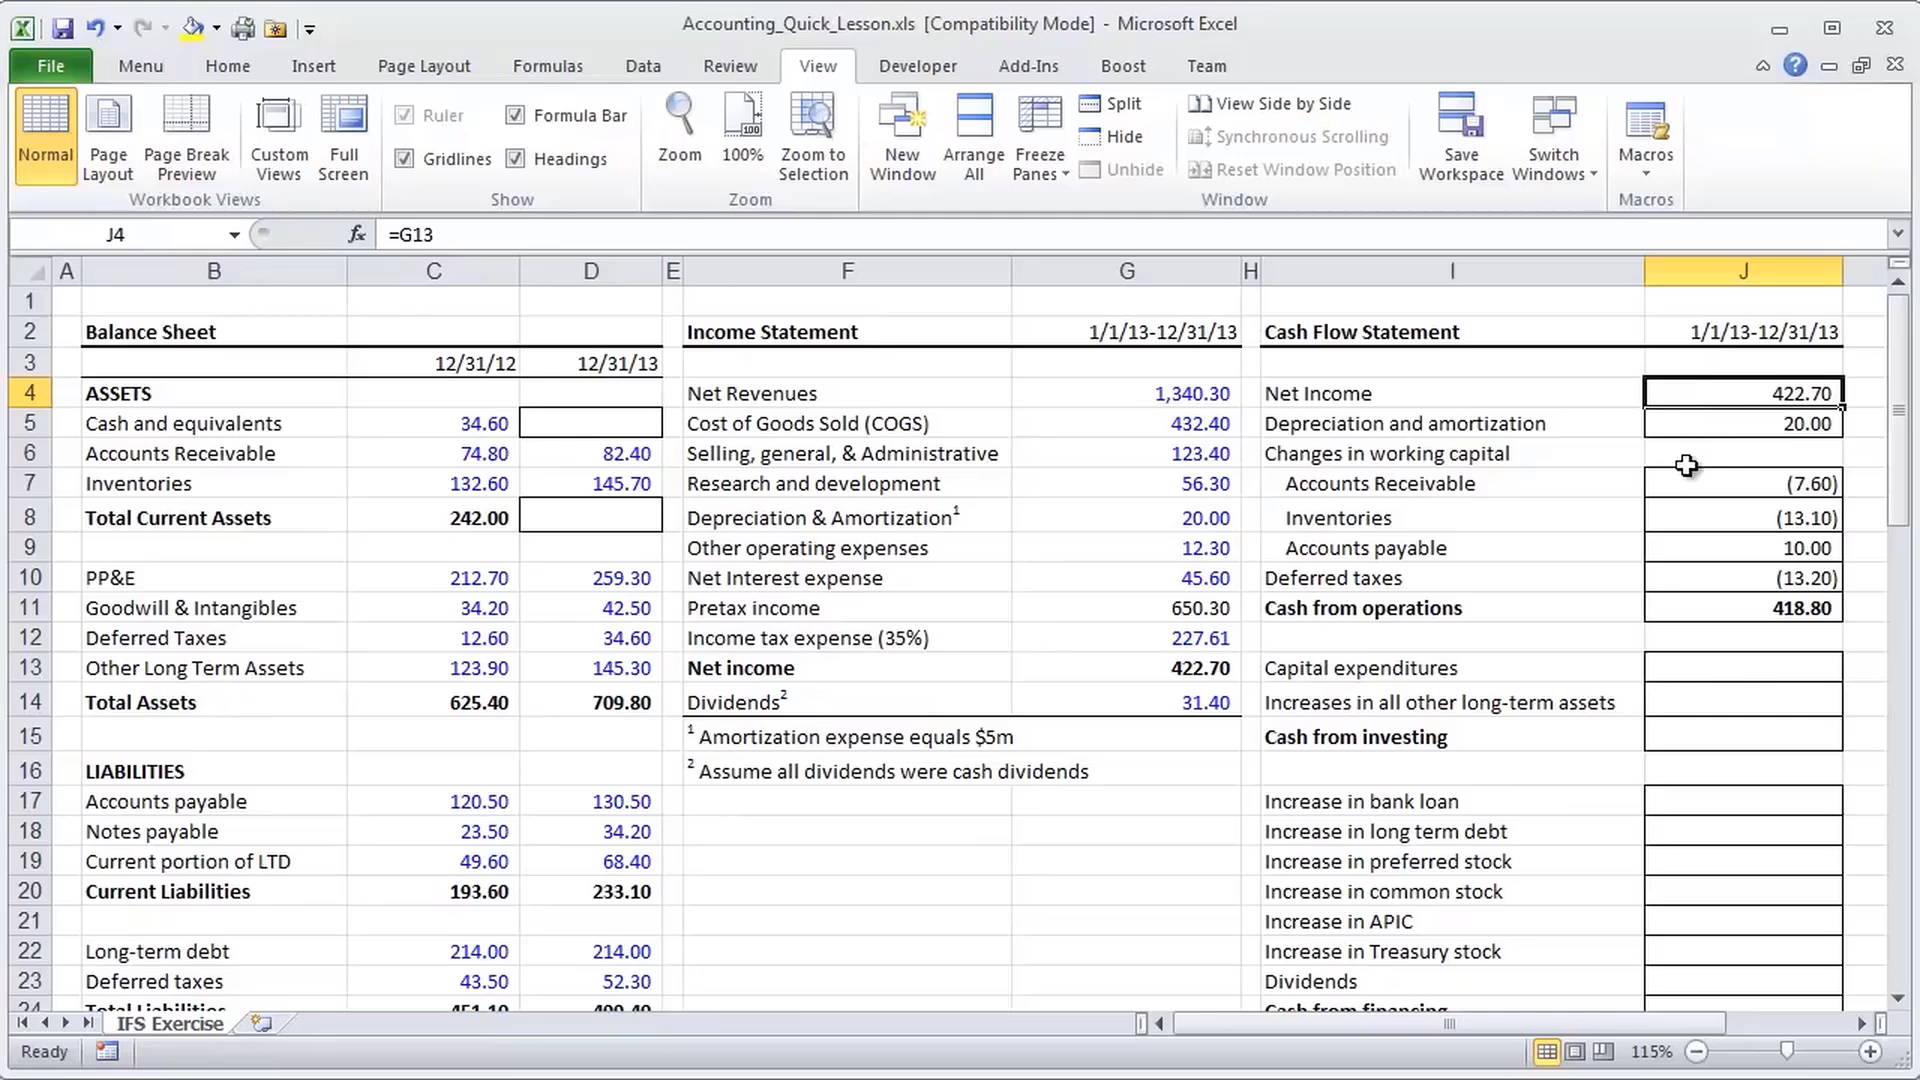 Accounting_Quick_Lesson.xls [Compatibility Mode] - Microsoft Excel
File Menu Home Insert Page Layout Formulas Data Review View Developer Add-Ins Boost Team
Normal Page Layout Page Break Preview Custom Views Full Screen
Workbook Views
Ruler Formula Bar
Gridlines Headings
Show
Zoom 100% Zoom to Selection
Zoom
New Window Arrange All Freeze Panes
Split
Hide
Unhide
View Side by Side
Synchronous Scrolling
Reset Window Position
Window
Save Workspace Switch Windows
Macros
Macros
J4 fx =G13
A B C D E F G H I J
1
2 Balance Sheet Income Statement 1/1/13-12/31/13 Cash Flow Statement 1/1/13-12/31/13
3 12/31/12 12/31/13
4 ASSETS Net Revenues 1,340.30 Net Income 422.70
5 Cash and equivalents 34.60 Cost of Goods Sold (COGS) 432.40 Depreciation and amortization 20.00
6 Accounts Receivable 74.80 82.40 Selling, general, & Administrative 123.40 Changes in working capital
7 Inventories 132.60 145.70 Research and development 56.30 Accounts Receivable (7.60)
8 Total Current Assets 242.00 Depreciation & Amortization¹ 20.00 Inventories (13.10)
9 Other operating expenses 12.30 Accounts payable 10.00
10 PP&E 212.70 259.30 Net Interest expense 45.60 Deferred taxes (13.20)
11 Goodwill & Intangibles 34.20 42.50 Pretax income 650.30 Cash from operations 418.80
12 Deferred Taxes 12.60 34.60 Income tax expense (35%) 227.61
13 Other Long Term Assets 123.90 145.30 Net income 422.70 Capital expenditures
14 Total Assets 625.40 709.80 Dividends² 31.40 Increases in all other long-term assets
15 ¹ Amortization expense equals $5m Cash from investing
16 LIABILITIES ² Assume all dividends were cash dividends
17 Accounts payable 120.50 130.50 Increase in bank loan
18 Notes payable 23.50 34.20 Increase in long term debt
19 Current portion of LTD 49.60 68.40 Increase in preferred stock
20 Current Liabilities 193.60 233.10 Increase in common stock
21 Increase in APIC
22 Long-term debt 214.00 214.00 Increase in Treasury stock
23 Deferred taxes 43.50 52.30 Dividends
24 Total Liabilities 451.10 499.40 Cash from financing
IFS Exercise
Ready 115%